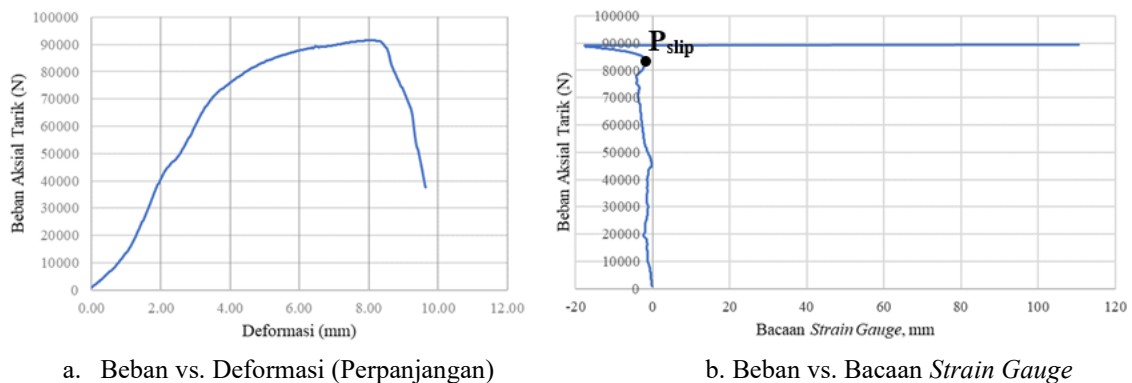 100000
90000
80000
70000
60000
50000
40000
30000
20000
10000
0
Beban Aksial Tarik (N)
0.00 2.00 4.00 6.00 8.00 10.00 12.00
Deformasi (mm)
a. Beban vs. Deformasi (Perpanjangan)
100000
90000
80000
70000
60000
50000
40000
30000
20000
10000
0
Beban Aksial Tarik (N)
Pslip
-20 0 20 40 60 80 100 120
Bacaan Strain Gauge, mm
b. Beban vs. Bacaan Strain Gauge